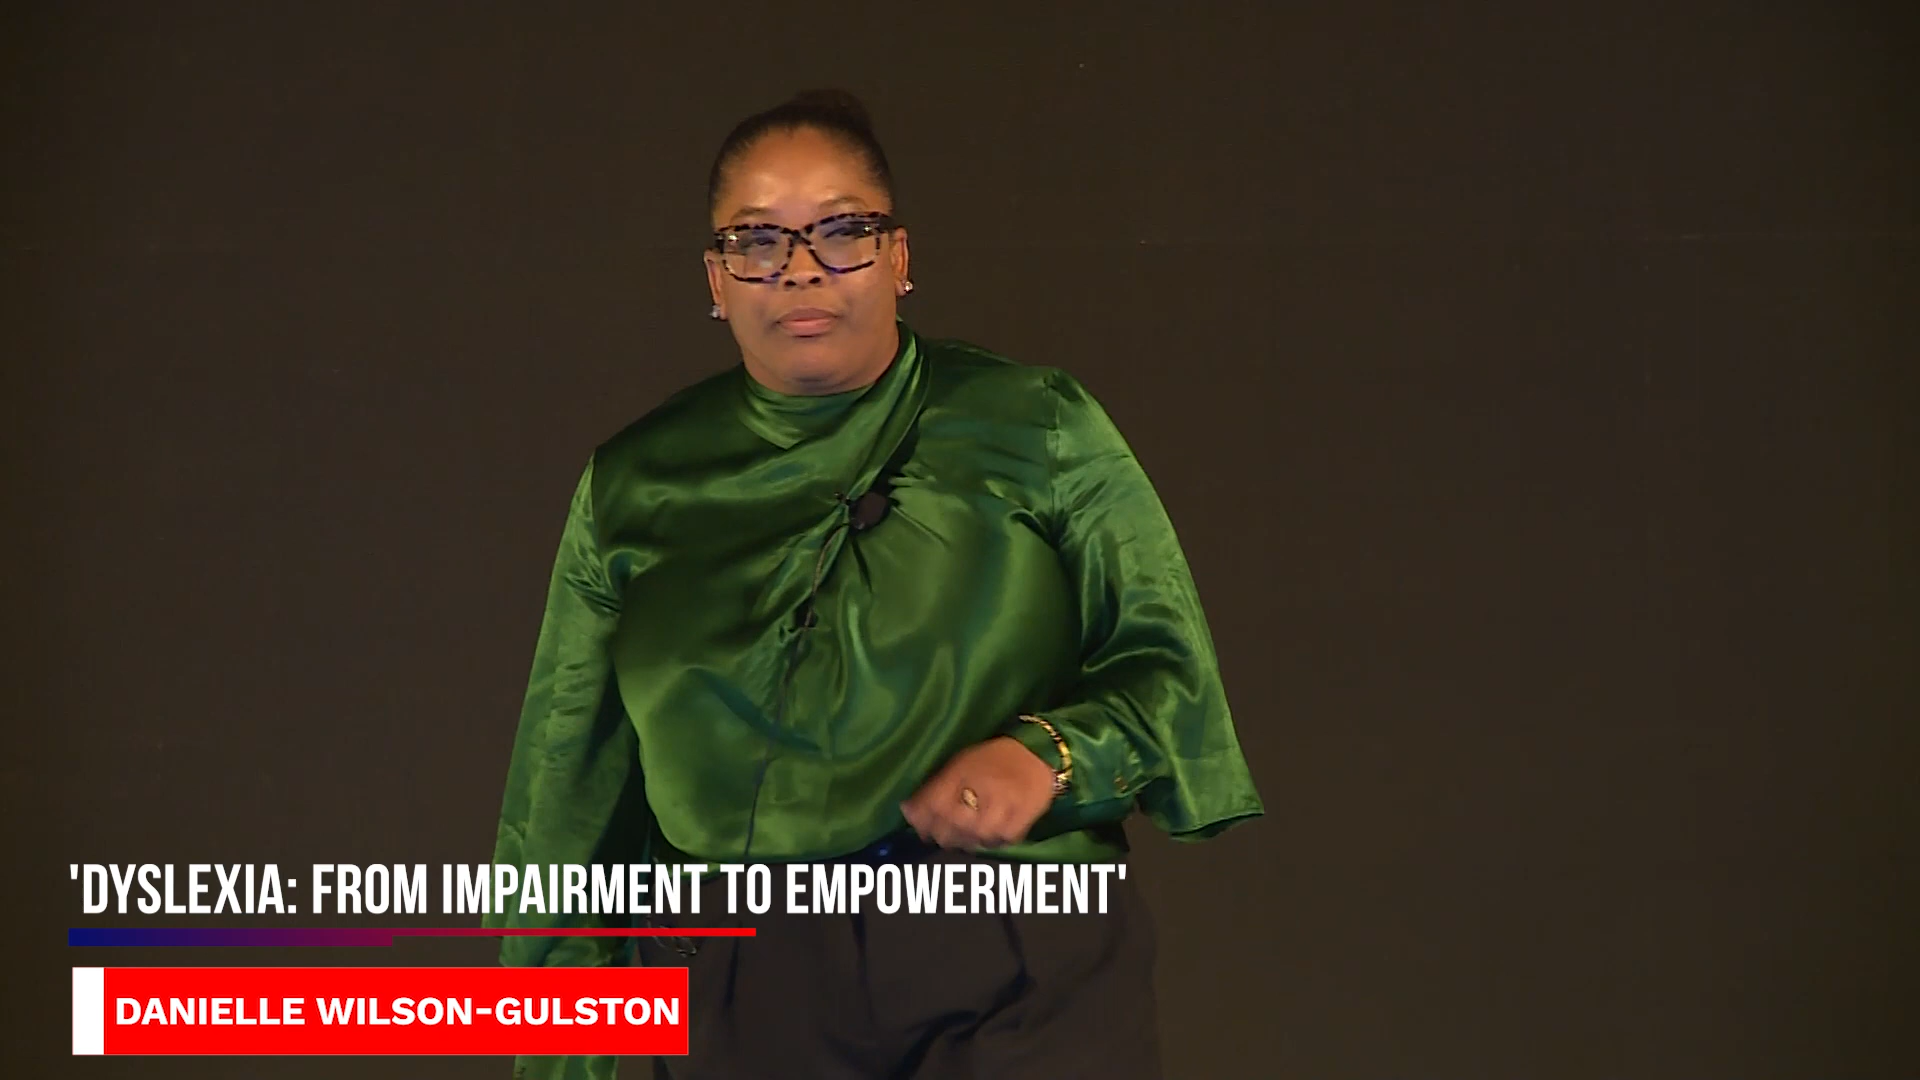 'DYSLEXIA: FROM IMPAIRMENT TO EMPOWERMENT'
DANIELLE WILSON-GULSTON